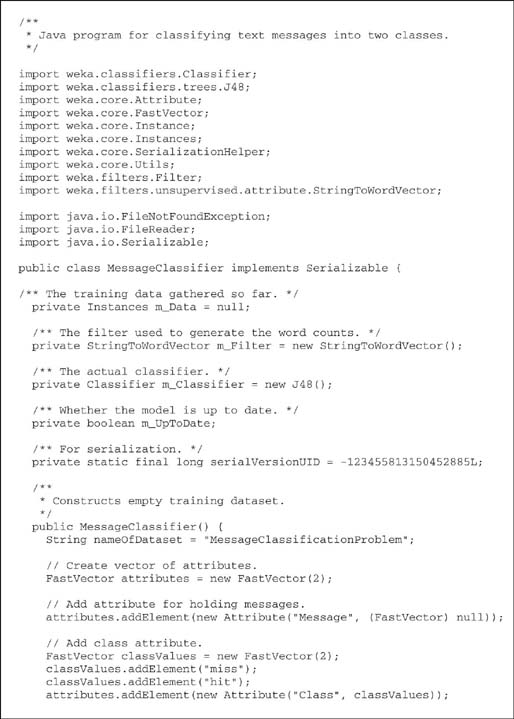 /**
 * Java program for classifying text messages into two classes.
 */
import weka.classifiers.Classifier;
import weka.classifiers.trees.J48;
import weka.core.Attribute;
import weka.core.FastVector;
import weka.core.Instance;
import weka.core.Instances;
import weka.core.SerializationHelper;
import weka.core.Utils;
import weka.filters.Filter;
import weka.filters.unsupervised.attribute.StringToWordVector;
import java.io.FileNotFoundException;
import java.io.FileReader;
import java.io.Serializable;
public class MessageClassifier implements Serializable {
/** The training data gathered so far. */
  private Instances m_Data = null;
  /** The filter used to generate the word counts. */
  private StringToWordVector m_Filter = new StringToWordVector();
  /** The actual classifier. */
  private Classifier m_Classifier = new J48();
  /** Whether the model is up to date. */
  private boolean m_UpToDate;
  /** For serialization. */
  private static final long serialVersionUID = -123455813150452885L;
  /**
   * Constructs empty training dataset.
   */
  public MessageClassifier() {
    String nameOfDataset = "MessageClassificationProblem";
    // Create vector of attributes.
    FastVector attributes = new FastVector(2);
    // Add attribute for holding messages.
    attributes.addElement(new Attribute("Message", (FastVector) null));
    // Add class attribute.
    FastVector classValues = new FastVector(2);
    classValues.addElement("miss");
    classValues.addElement("hit");
    attributes.addElement(new Attribute("Class", classValues));